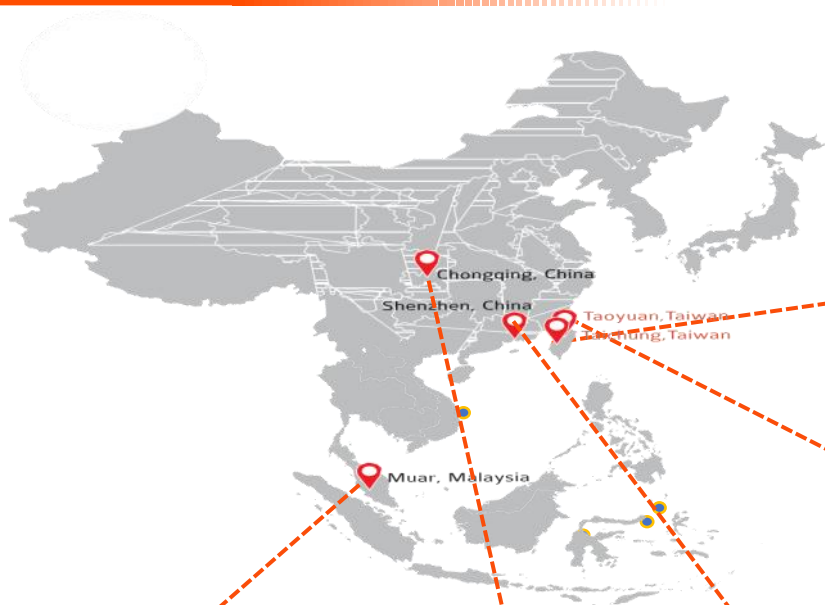 Chongqing, China
Shenzhen, China
Taoyuan,Taiwan
Taichung,Taiwan
Muar, Malaysia